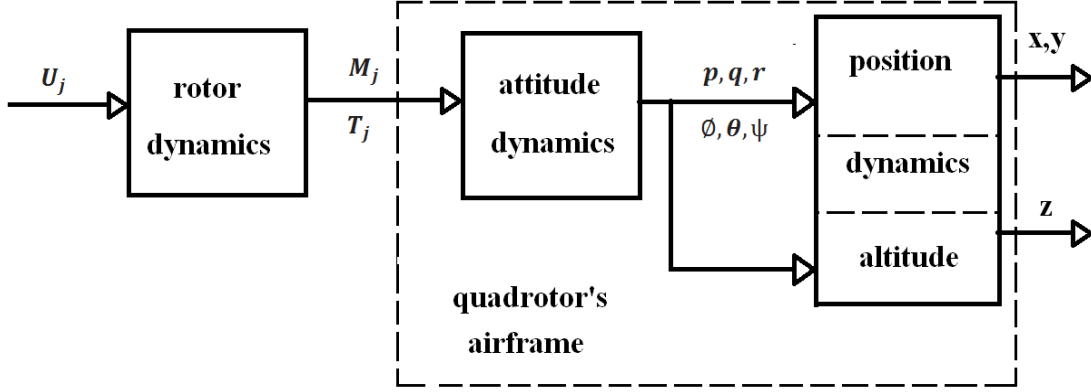 U_j
rotor
dynamics
M_j
T_j
attitude
dynamics
p, q, r
∅, θ, ψ
position
dynamics
altitude
x,y
z
quadrotor's
airframe